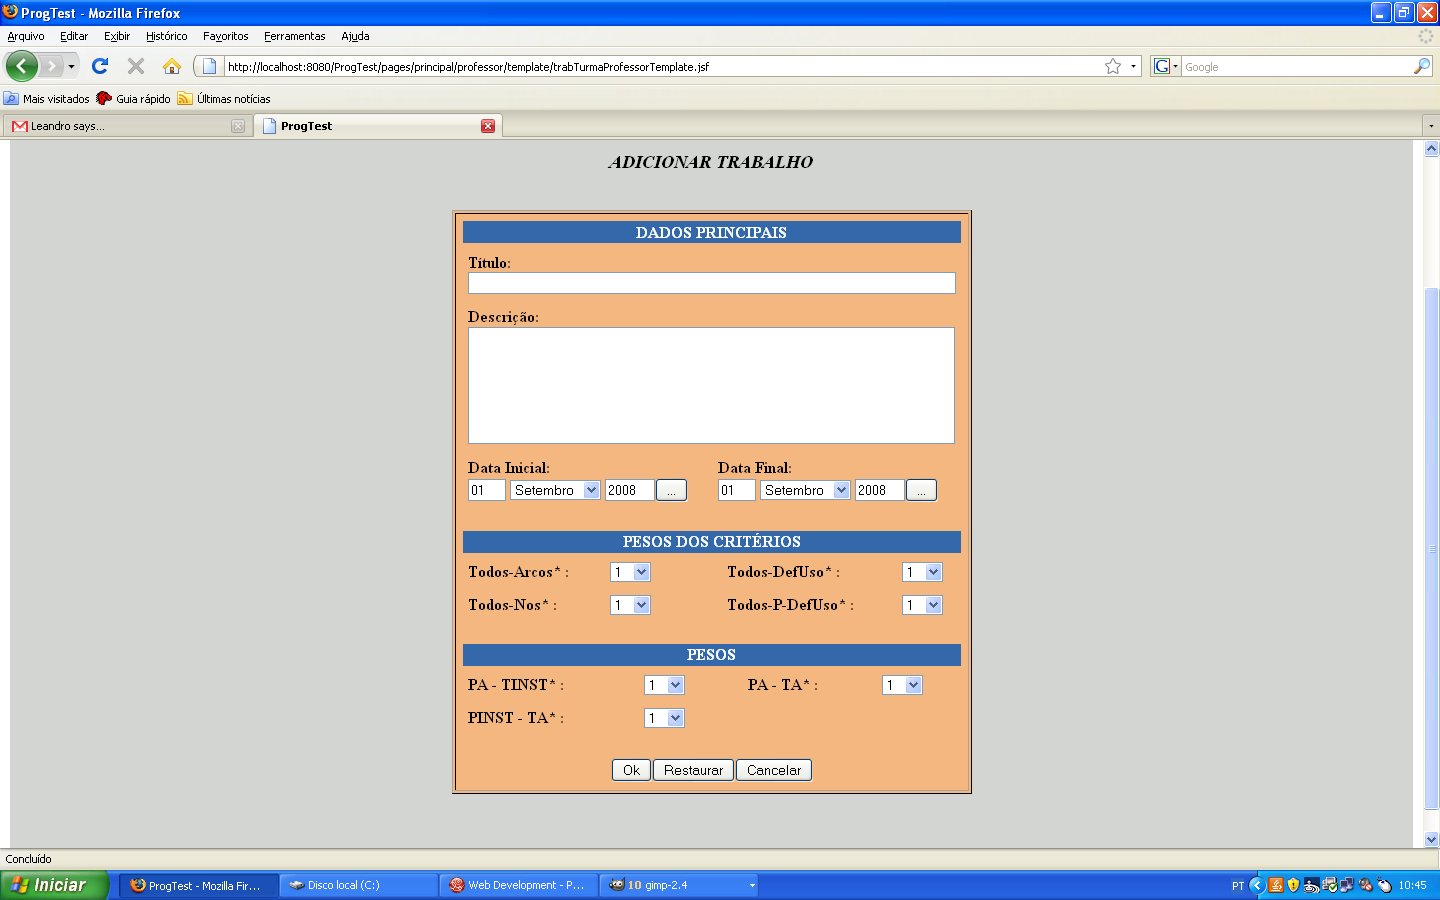 ProgTest - Mozilla Firefox
Arquivo Editar Exibir Histórico Favoritos Ferramentas Ajuda
http://localhost:8080/ProgTest/pages/principal/professor/template/trabTurmaProfessorTemplate.jsf
G Google
Mais visitados Guia rápido Últimas notícias
Leandro says... ProgTest
ADICIONAR TRABALHO
DADOS PRINCIPAIS
Título:
Descrição:
Data Inicial: Data Final:
01 Setembro 2008 ... 01 Setembro 2008 ...
PESOS DOS CRITÉRIOS
Todos-Arcos* : 1 Todos-DefUso* : 1
Todos-Nos* : 1 Todos-P-DefUso* : 1
PESOS
PA - TINST* : 1 PA - TA* : 1
PINST - TA* : 1
Ok Restaurar Cancelar
Concluído
Iniciar ProgTest - Mozilla Fir... Disco local (C:) Web Development - P... 10 gimp-2.4 PT 10:45